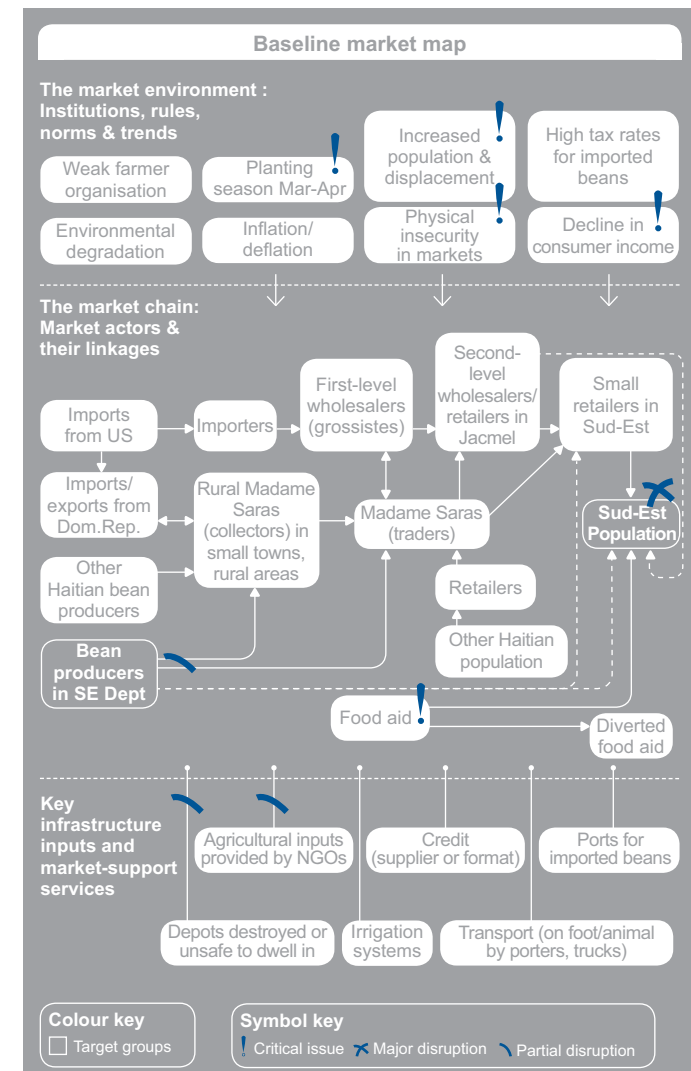 Baseline market map
The market environment :
Institutions, rules,
norms & trends
Weak farmer
organisation
Planting
season Mar-Apr
Increased
population &
displacement
High tax rates
for imported
beans
Environmental
degradation
Inflation/
deflation
Physical
insecurity
in markets
Decline in
consumer income
The market chain:
Market actors &
their linkages
Imports
from US
Importers
First-level
wholesalers
(grossistes)
Second-
level
wholesalers/
retailers in
Jacmel
Small
retailers in
Sud-Est
Imports/
exports from
Dom.Rep.
Rural Madame
Saras
(collectors) in
small towns,
rural areas
Madame Saras
(traders)
Sud-Est
Population
Other
Haitian bean
producers
Retailers
Other Haitian
population
Bean
producers
in SE Dept
Food aid
Diverted
food aid
Key
infrastructure
inputs and
market-support
services
Agricultural inputs
provided by NGOs
Credit
(supplier or format)
Ports for
imported beans
Depots destroyed or
unsafe to dwell in
Irrigation
systems
Transport (on foot/animal
by porters, trucks)
Colour key
Target groups
Symbol key
Critical issue
Major disruption
Partial disruption